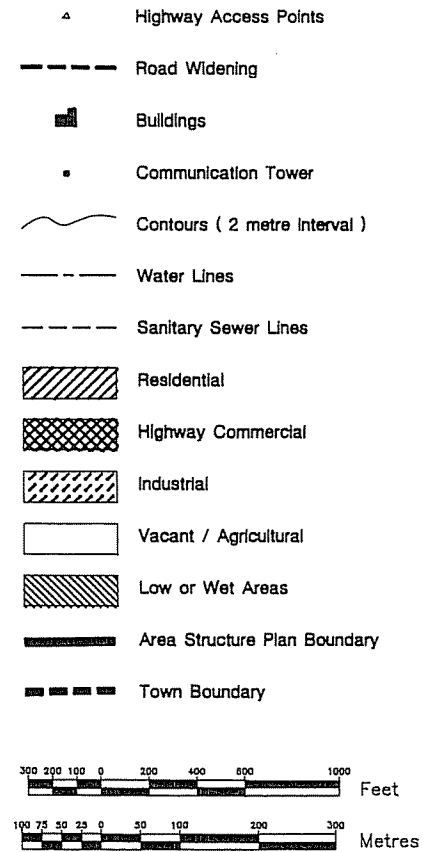 Highway Access Points
Road Widening
Buildings
Communication Tower
Contours ( 2 metre interval )
Water Lines
Sanitary Sewer Lines
Residential
Highway Commercial
Industrial
Vacant / Agricultural
Low or Wet Areas
Area Structure Plan Boundary
Town Boundary
300 200 100 0 200 400 600 1000
Feet
100 75 50 25 0 50 100 200 300
Metres